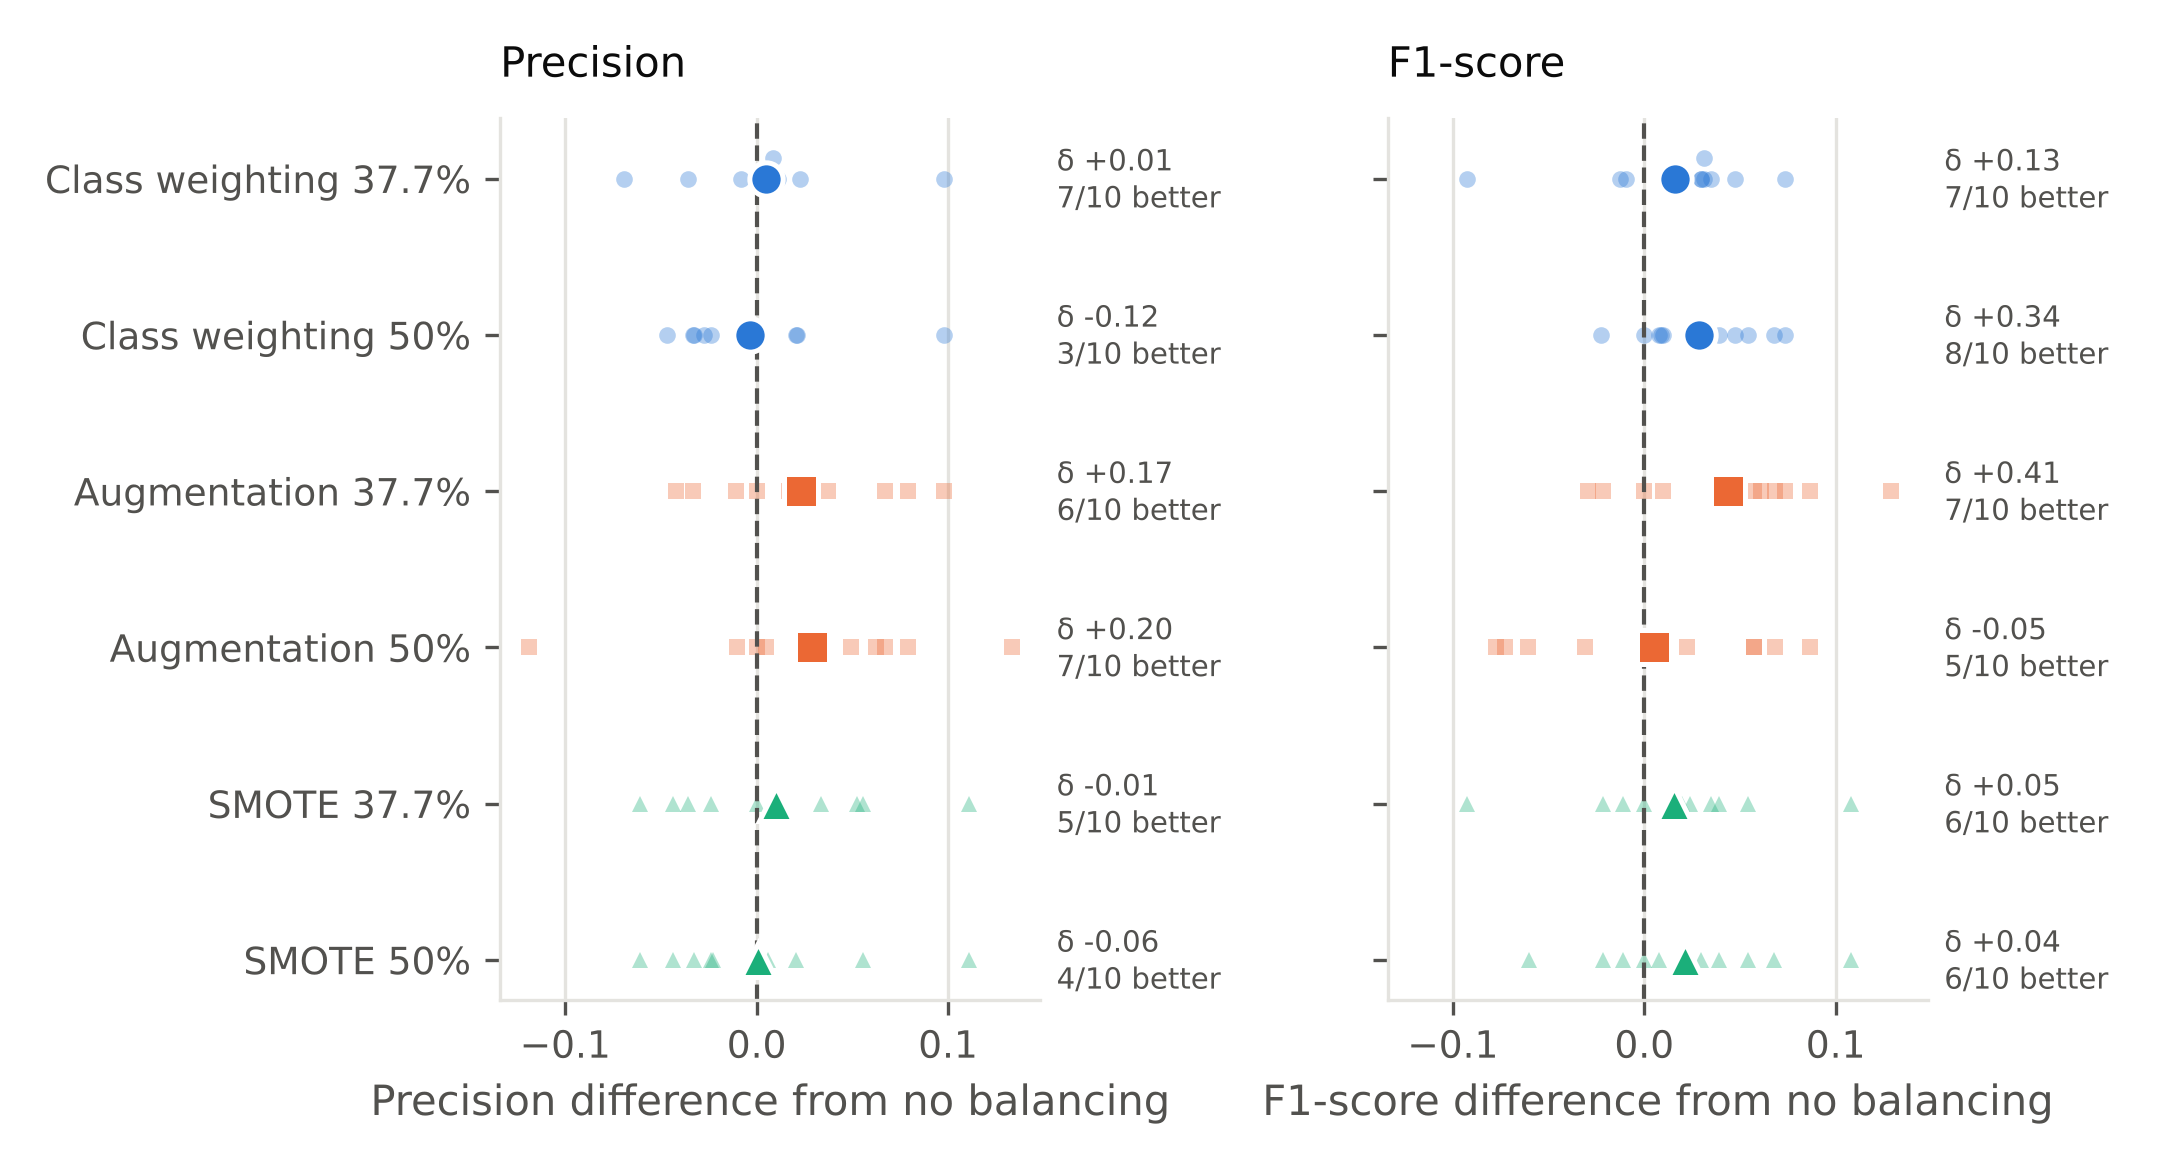 Precision
F1-score
Class weighting 37.7%
δ +0.01
7/10 better
δ +0.13
7/10 better
Class weighting 50%
δ -0.12
3/10 better
δ +0.34
8/10 better
Augmentation 37.7%
δ +0.17
6/10 better
δ +0.41
7/10 better
Augmentation 50%
δ +0.20
7/10 better
δ -0.05
5/10 better
SMOTE 37.7%
δ -0.01
5/10 better
δ +0.05
6/10 better
SMOTE 50%
δ -0.06
4/10 better
δ +0.04
6/10 better
−0.1 0.0 0.1
−0.1 0.0 0.1
Precision difference from no balancing
F1-score difference from no balancing